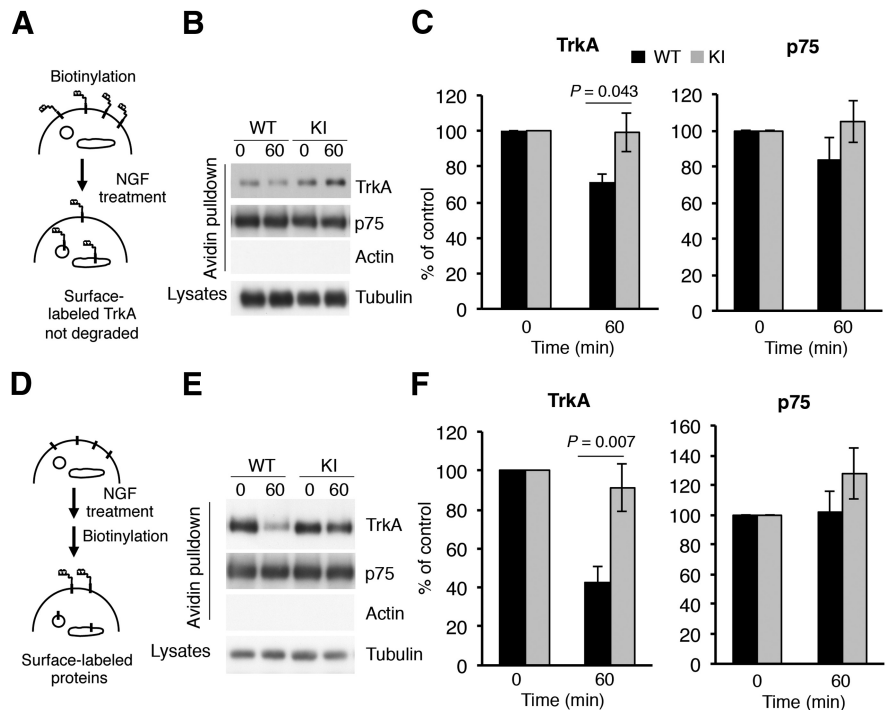 A
Biotinylation
NGF
treatment
Surface-
labeled TrkA
not degraded
B
WT KI
0 60 0 60
Avidin pulldown
TrkA
p75
Actin
Lysates Tubulin
C
TrkA p75
WT KI
P = 0.043
% of control
120
100
80
60
40
20
0
0 60
Time (min)
120
100
80
60
40
20
0
0 60
Time (min)
D
NGF
treatment
Biotinylation
Surface-labeled
proteins
E
WT KI
0 60 0 60
Avidin pulldown
TrkA
p75
Actin
Lysates Tubulin
F
TrkA p75
P = 0.007
% of control
120
100
80
60
40
20
0
0 60
Time (min)
160
140
120
100
80
60
40
20
0
0 60
Time (min)